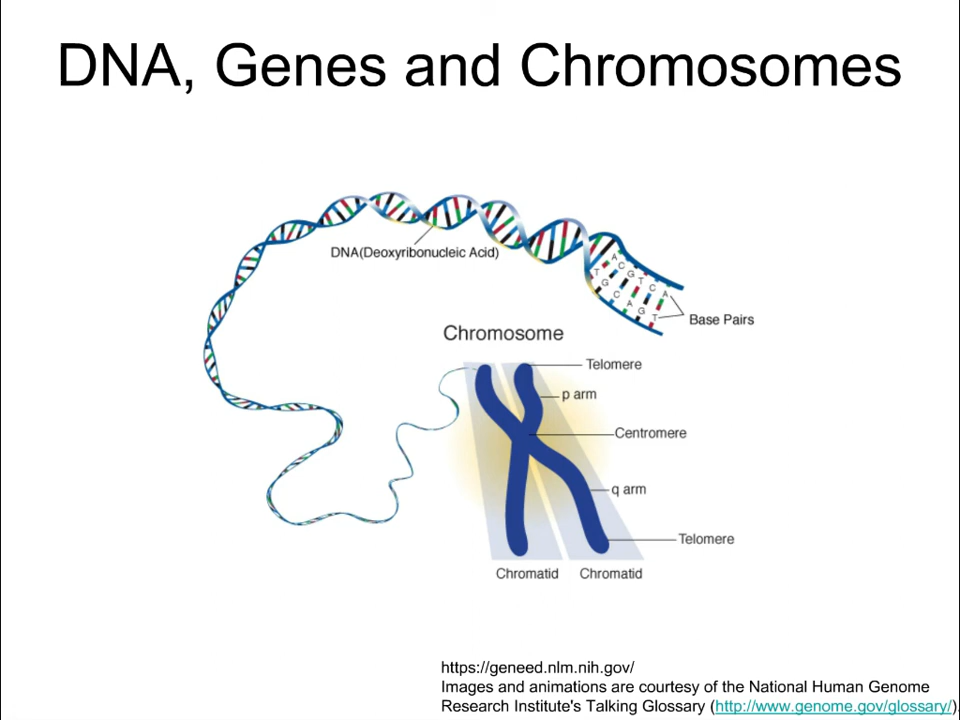 DNA, Genes and Chromosomes
DNA(Deoxyribonucleic Acid)
A
C
G
T
C
A
T
G
C
A
G
T
Base Pairs
Chromosome
Telomere
p arm
Centromere
q arm
Telomere
Chromatid
Chromatid
https://geneed.nlm.nih.gov/
Images and animations are courtesy of the National Human Genome
Research Institute's Talking Glossary (http://www.genome.gov/glossary/)